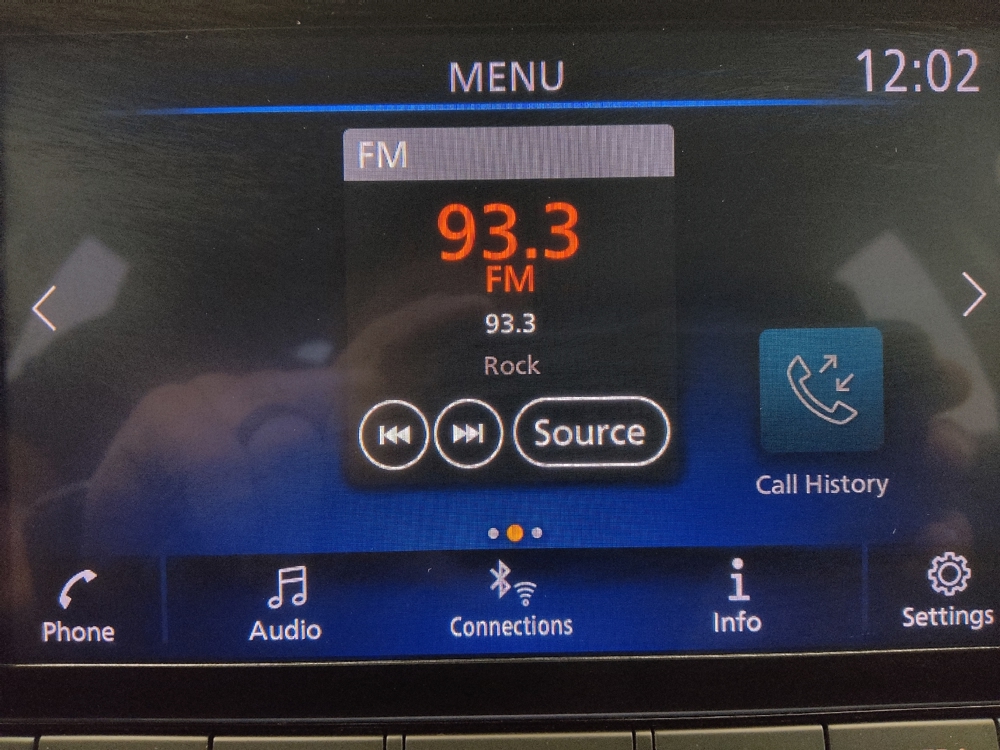 MENU
12:02
FM
93.3
FM
93.3
Rock
Source
Call History
Phone
Audio
Connections
Info
Settings